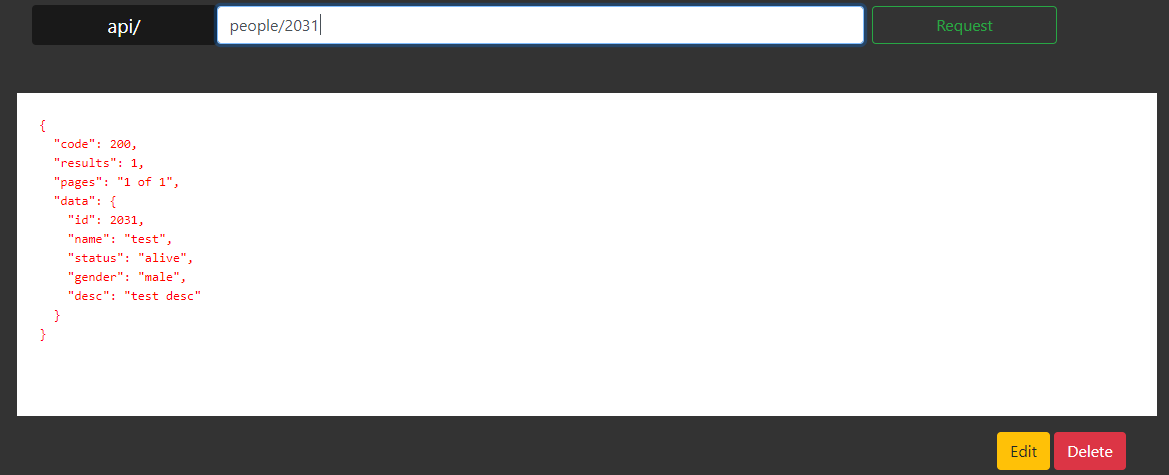 api/ people/2031 Request
{
"code": 200,
"results": 1,
"pages": "1 of 1",
"data": {
"id": 2031,
"name": "test",
"status": "alive",
"gender": "male",
"desc": "test desc"
}
}
Edit Delete